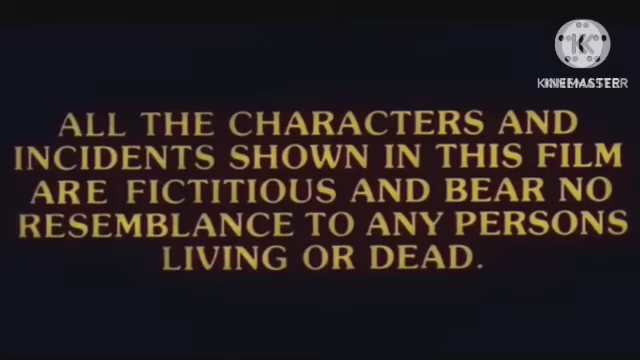 KINEMASTER
ALL THE CHARACTERS AND
INCIDENTS SHOWN IN THIS FILM
ARE FICTITIOUS AND BEAR NO
RESEMBLANCE TO ANY PERSONS
LIVING OR DEAD.